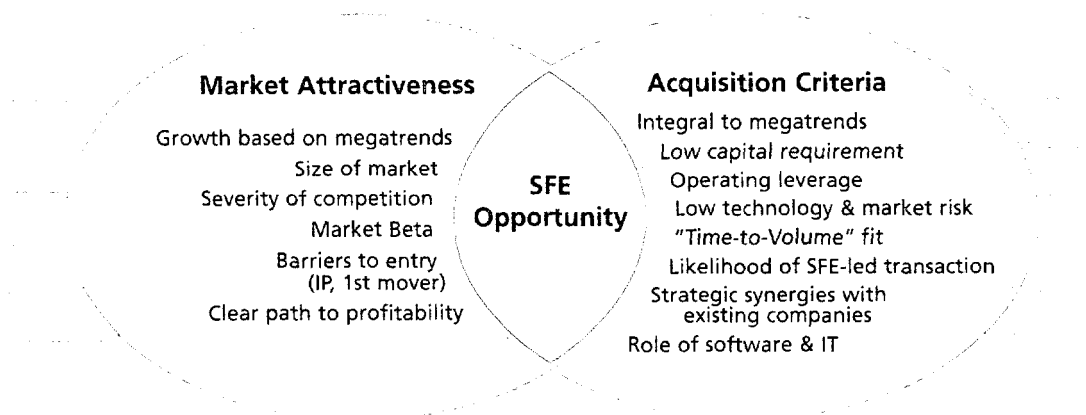 Market Attractiveness
Growth based on megatrends
Size of market
Severity of competition
Market Beta
Barriers to entry
(IP, 1st mover)
Clear path to profitability
SFE
Opportunity
Acquisition Criteria
Integral to megatrends
Low capital requirement
Operating leverage
Low technology & market risk
"Time-to-Volume" fit
Likelihood of SFE-led transaction
Strategic synergies with
existing companies
Role of software & IT